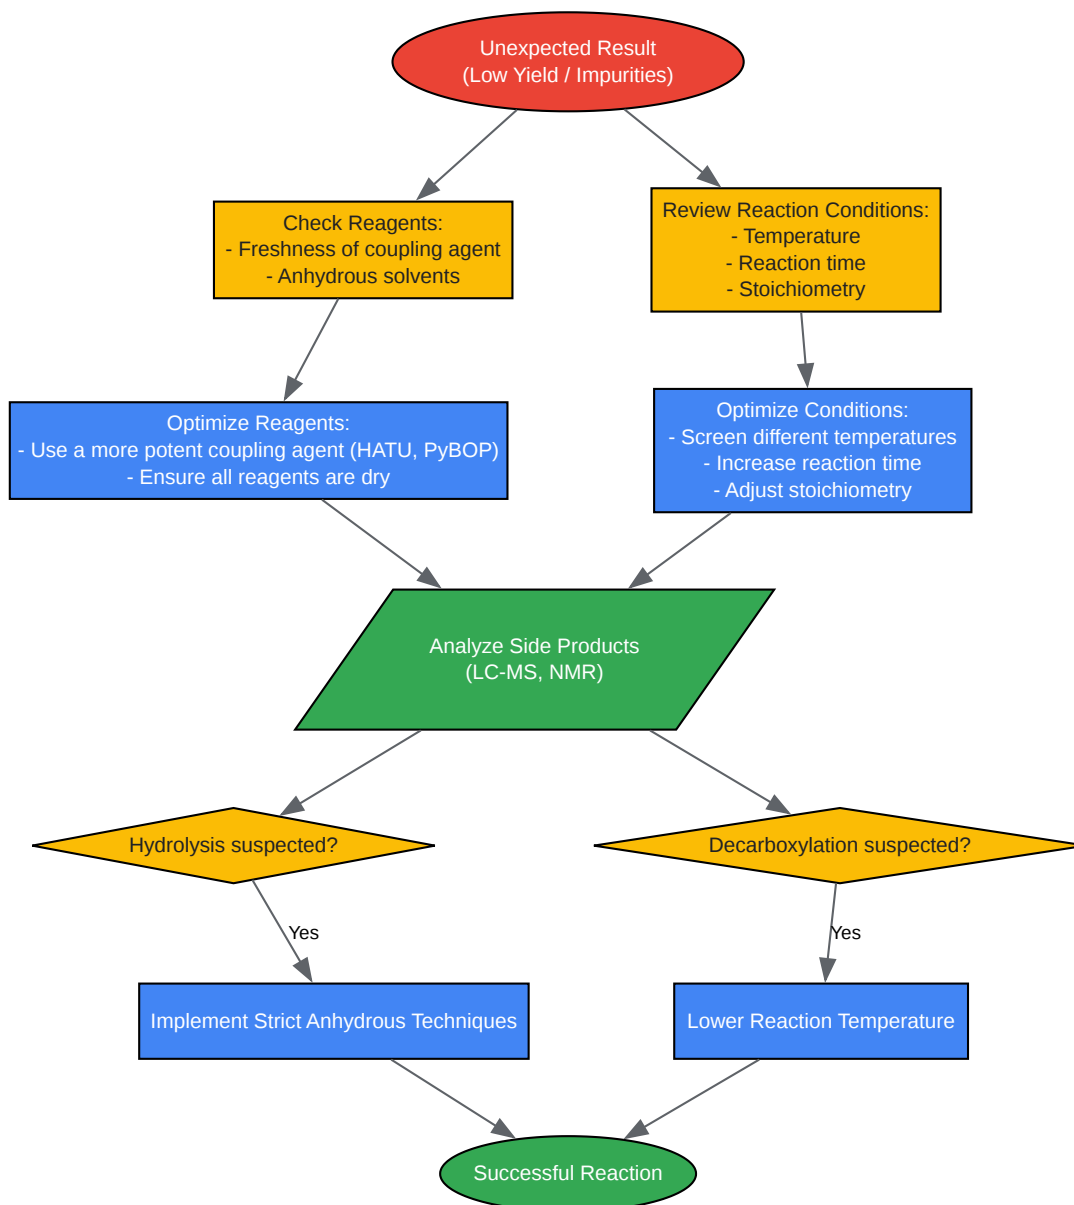 Unexpected Result
(Low Yield / Impurities)
Check Reagents:
- Freshness of coupling agent
- Anhydrous solvents
Review Reaction Conditions:
- Temperature
- Reaction time
- Stoichiometry
Optimize Reagents:
- Use a more potent coupling agent (HATU, PyBOP)
- Ensure all reagents are dry
Optimize Conditions:
- Screen different temperatures
- Increase reaction time
- Adjust stoichiometry
Analyze Side Products
(LC-MS, NMR)
Hydrolysis suspected?
Decarboxylation suspected?
Yes
Yes
Implement Strict Anhydrous Techniques
Lower Reaction Temperature
Successful Reaction